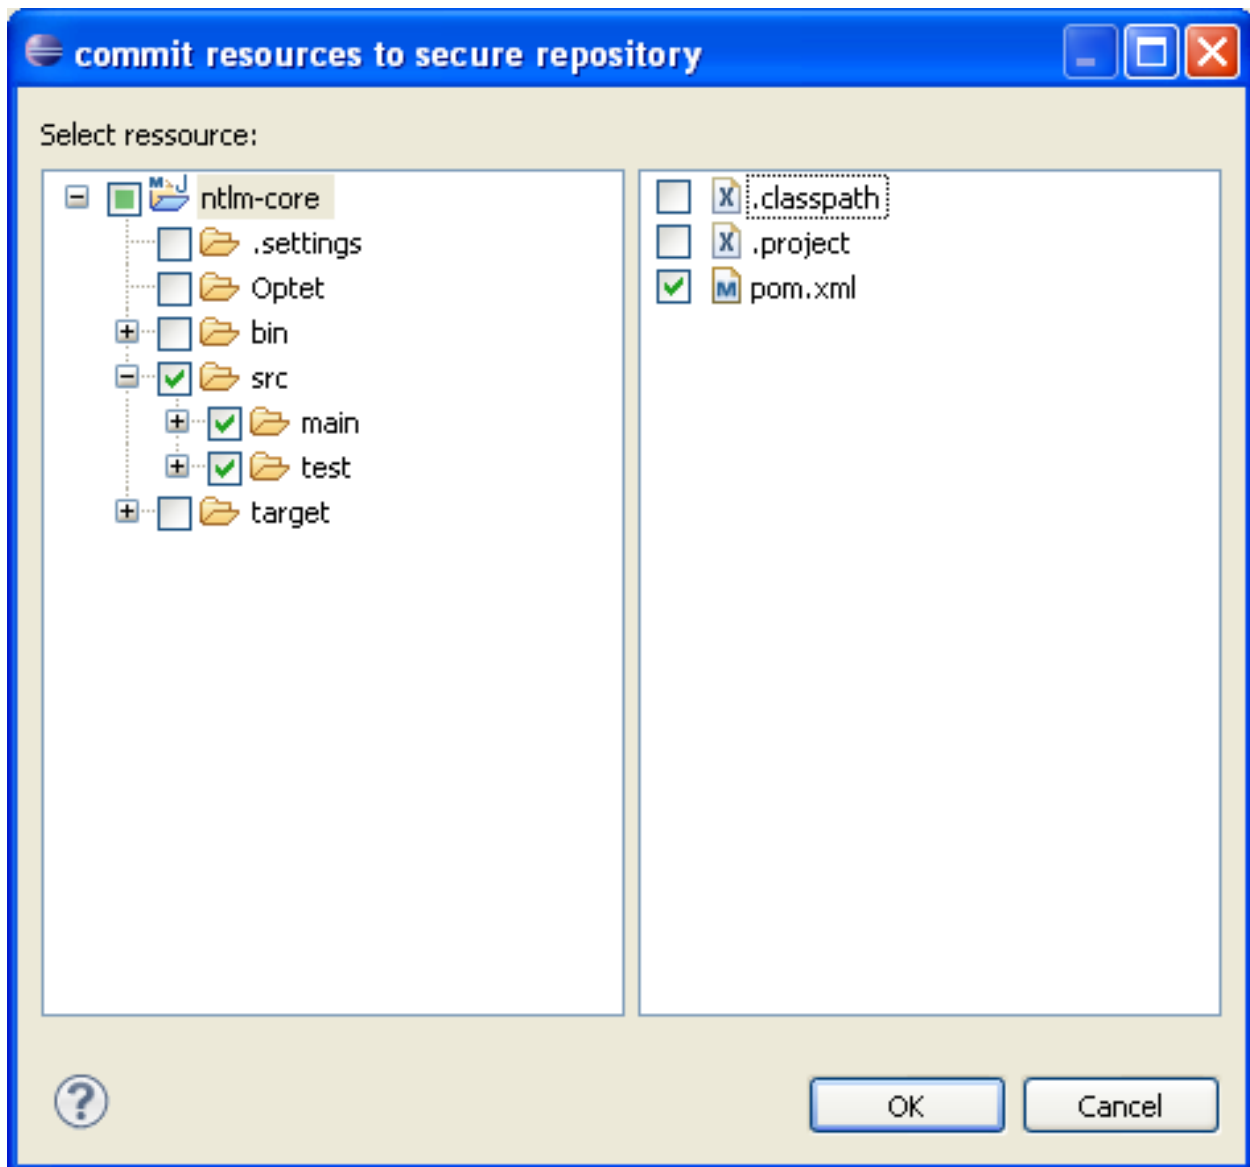 commit resources to secure repository
Select ressource:
ntlm-core
.settings
Optet
bin
src
main
test
target
.classpath
.project
pom.xml
OK
Cancel